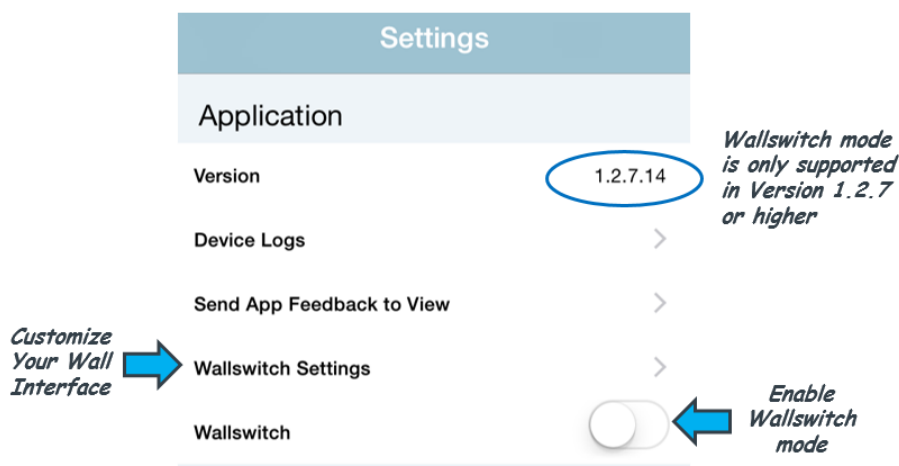 Settings
Application
Version 1.2.7.14
Wallswitch mode
is only supported
in Version 1.2.7
or higher
Device Logs
Send App Feedback to View
Customize
Your Wall
Interface
Wallswitch Settings
Wallswitch
Enable
Wallswitch
mode